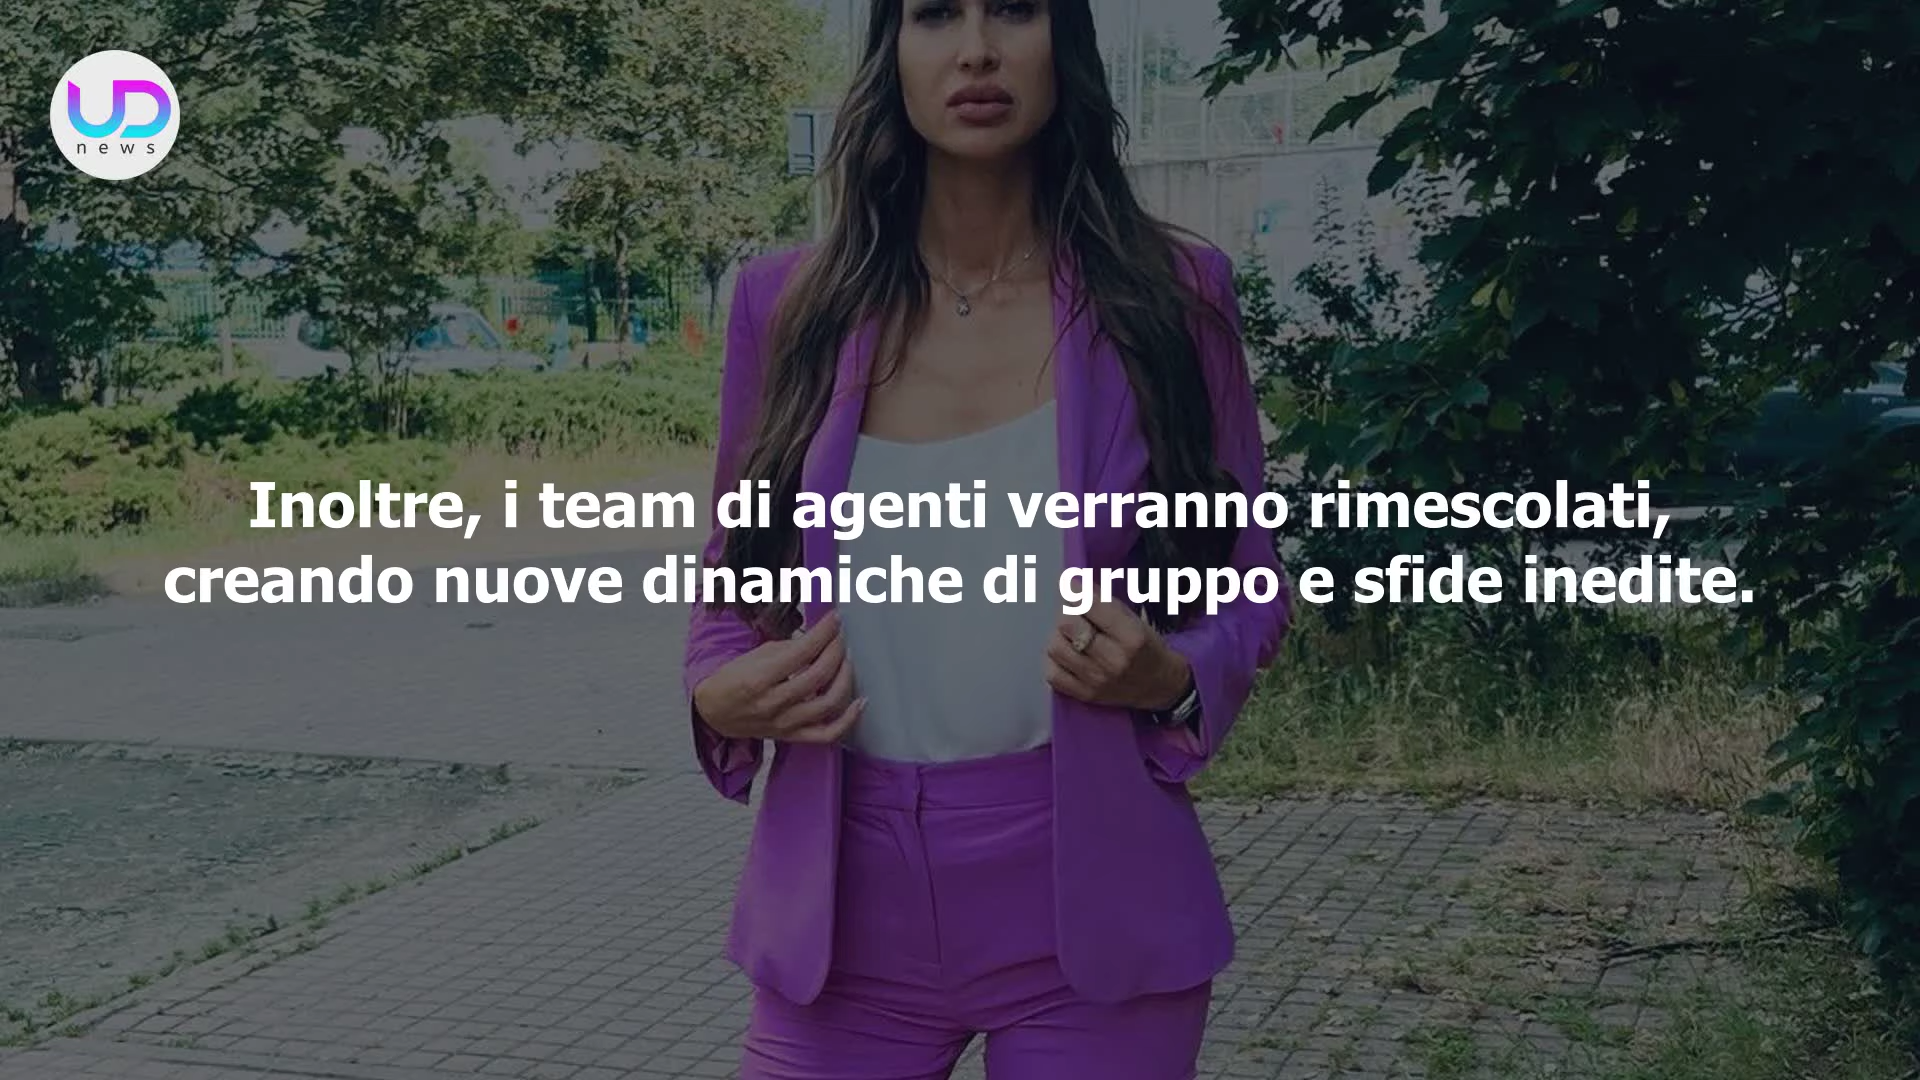 UD
news
Inoltre, i team di agenti verranno rimescolati,
creando nuove dinamiche di gruppo e sfide inedite.